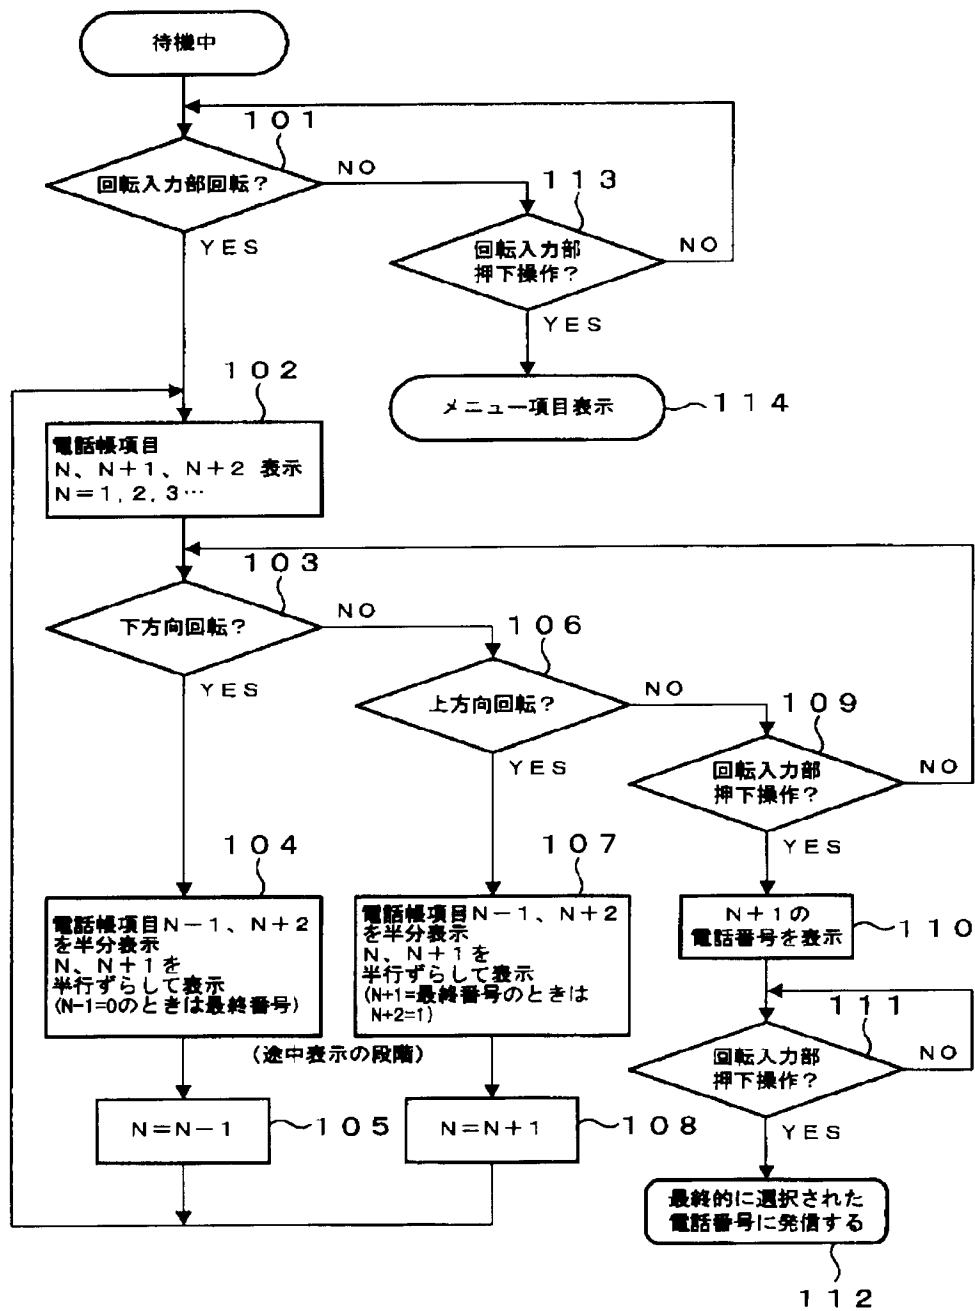 待機中
101
回転入力部回転?
NO
YES
113
回転入力部
押下操作?
NO
YES
メニュー項目表示
114
102
電話帳項目
N、N+1、N+2 表示
N=1,2,3…
103
下方向回転?
NO
YES
106
上方向回転?
NO
YES
109
回転入力部
押下操作?
NO
YES
104
電話帳項目N-1、N+2
を半分表示
N、N+1を
半行ずらして表示
(N-1=0のときは最終番号)
107
電話帳項目N-1、N+2
を半分表示
N、N+1を
半行ずらして表示
(N+1=最終番号のときは
N+2=1)
N+1の
電話番号を表示
110
(途中表示の段階)
111
回転入力部
押下操作?
NO
YES
N=N-1
105
N=N+1
108
最終的に選択された
電話番号に発信する
112